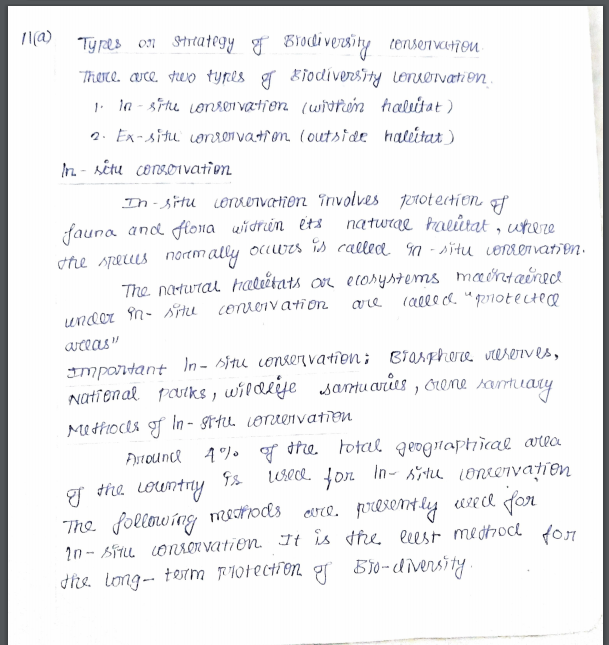 11(a) Types or strategy of Biodiversity conservation
There are two types of Biodiversity conservation.
1. In-situ conservation (within habitat)
2. Ex-situ conservation (outside habitat)
In-situ conservation
In-situ conservation involves protection of
fauna and flora within its natural habitat, where
the species normally occurs is called in-situ conservation.
The natural habitats or ecosystems maintained
under in-situ conservation are called "protected
areas"
Important In-situ conservation: Biosphere reserves,
National parks, wildlife santuaries, Gene santuary
Methods of In-situ conservation
Around 4% of the total geographical area
of the country is used for In-situ conservation
The following methods are presently used for
In-situ conservation. It is the best method for
the long-term protection of Bio-diversity.